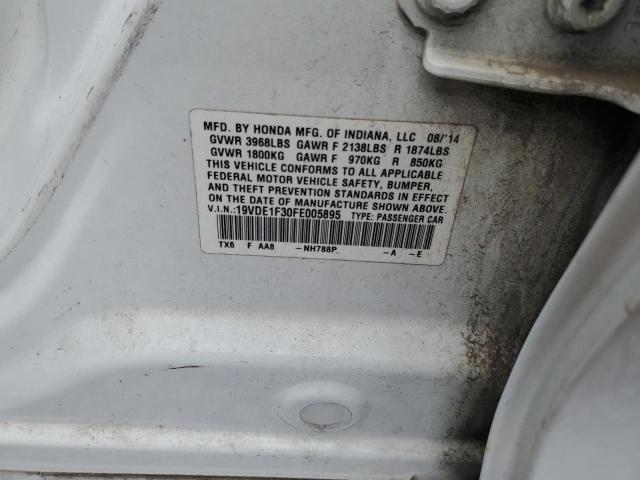 MFD. BY HONDA MFG. OF INDIANA, LLC 08/'14
GVWR 3968LBS GAWR F 2138LBS R 1874LBS
GVWR 1800KG GAWR F 970KG R 850KG
THIS VEHICLE CONFORMS TO ALL APPLICABLE
FEDERAL MOTOR VEHICLE SAFETY, BUMPER,
AND THEFT PREVENTION STANDARDS IN EFFECT
ON THE DATE OF MANUFACTURE SHOWN ABOVE.
V.I.N.:19VDE1F30FE005895 TYPE: PASSENGER CAR
TX6 F AA8 -NH788P -A -E